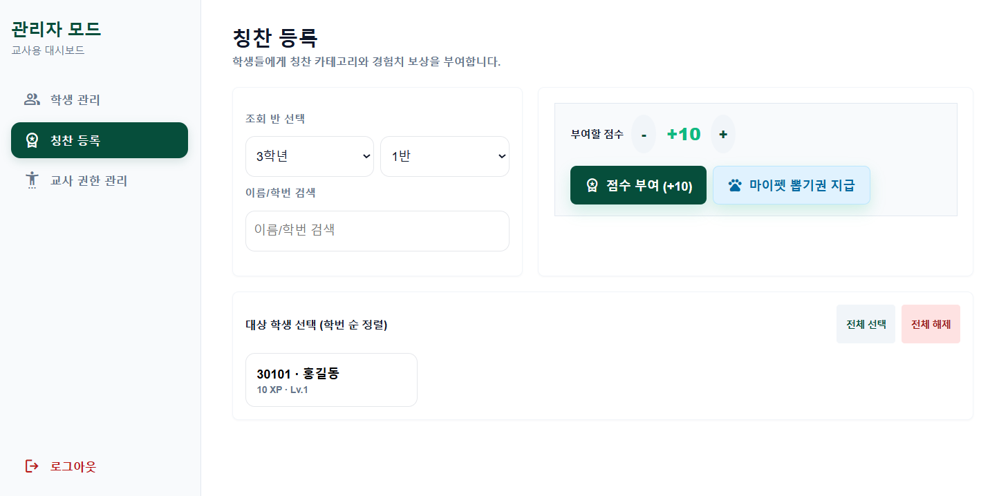 관리자 모드
교사용 대시보드
학생 관리
칭찬 등록
교사 권한 관리
로그아웃
칭찬 등록
학생들에게 칭찬 카테고리와 경험치 보상을 부여합니다.
조회 반 선택
3학년
1반
이름/학번 검색
이름/학번 검색
부여할 점수 - +10 +
점수 부여 (+10)
마이펫 뽑기권 지급
대상 학생 선택 (학번 순 정렬)
전체 선택
전체 해제
30101 · 홍길동
10 XP · Lv.1